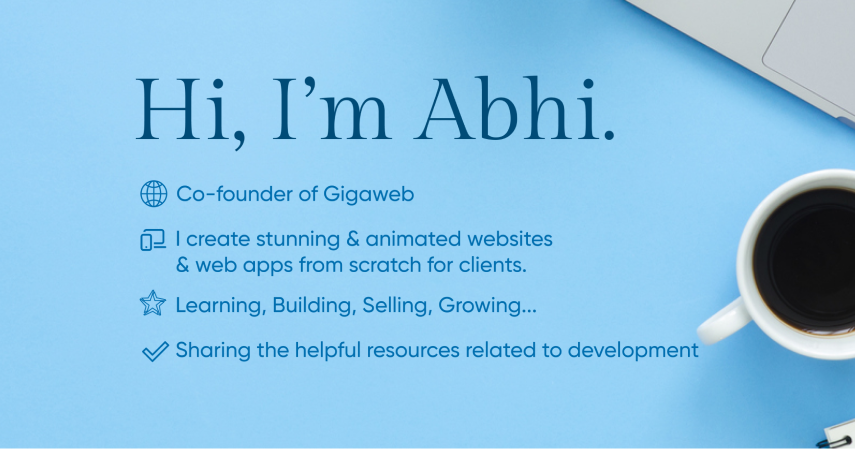 Hi, I’m Abhi.
Co-founder of Gigaweb
I create stunning & animated websites
& web apps from scratch for clients.
Learning, Building, Selling, Growing...
Sharing the helpful resources related to development